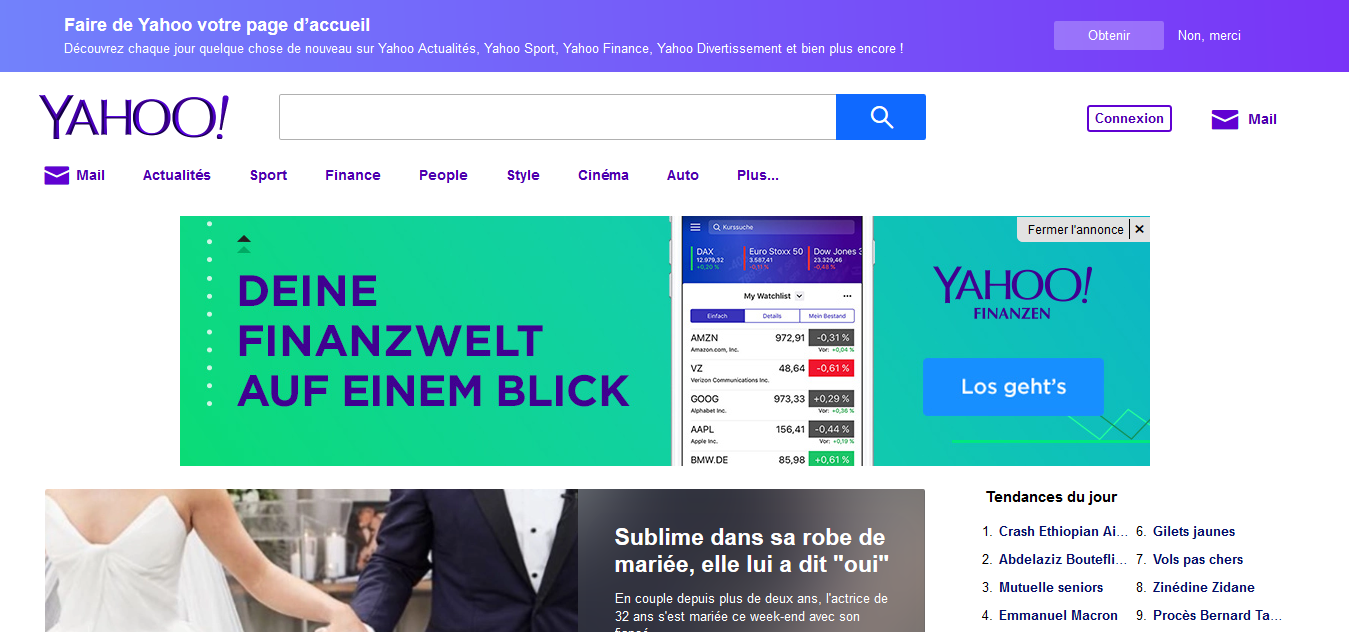 Faire de Yahoo votre page d’accueil
Découvrez chaque jour quelque chose de nouveau sur Yahoo Actualités, Yahoo Sport, Yahoo Finance, Yahoo Divertissement et bien plus encore !
Obtenir
Non, merci
YAHOO!
Connexion
Mail
Mail Actualités Sport Finance People Style Cinéma Auto Plus...
Fermer l'annonce
DEINE
FINANZWELT
AUF EINEM BLICK
Kurssuche
DAX Euro Stoxx 50 Dow Jones
12.979,32 3.587,41 23.329,46
+0,20 % -0,11 % -0,48 %
My Watchlist
Einfach Details Mein Bestand
AMZN 972,91 -0,31 %
Amazon.com, Inc. Vor: +0,04 %
VZ 48,64 -0,61 %
Verizon Communications Inc.
GOOG 973,33 +0,29 %
Alphabet Inc. Vor: +0,36 %
AAPL 156,41 -0,44 %
Apple Inc. Vor: +0,19 %
BMW.DE 85,98 +0,61 %
YAHOO!
FINANZEN
Los geht’s
Sublime dans sa robe de
mariée, elle lui a dit "oui"
En couple depuis plus de deux ans, l'actrice de
32 ans s'est mariée ce week-end avec son
Tendances du jour
1. Crash Ethiopian Ai...
2. Abdelaziz Boutefli...
3. Mutuelle seniors
4. Emmanuel Macron
6. Gilets jaunes
7. Vols pas chers
8. Zinédine Zidane
9. Procès Bernard Ta...